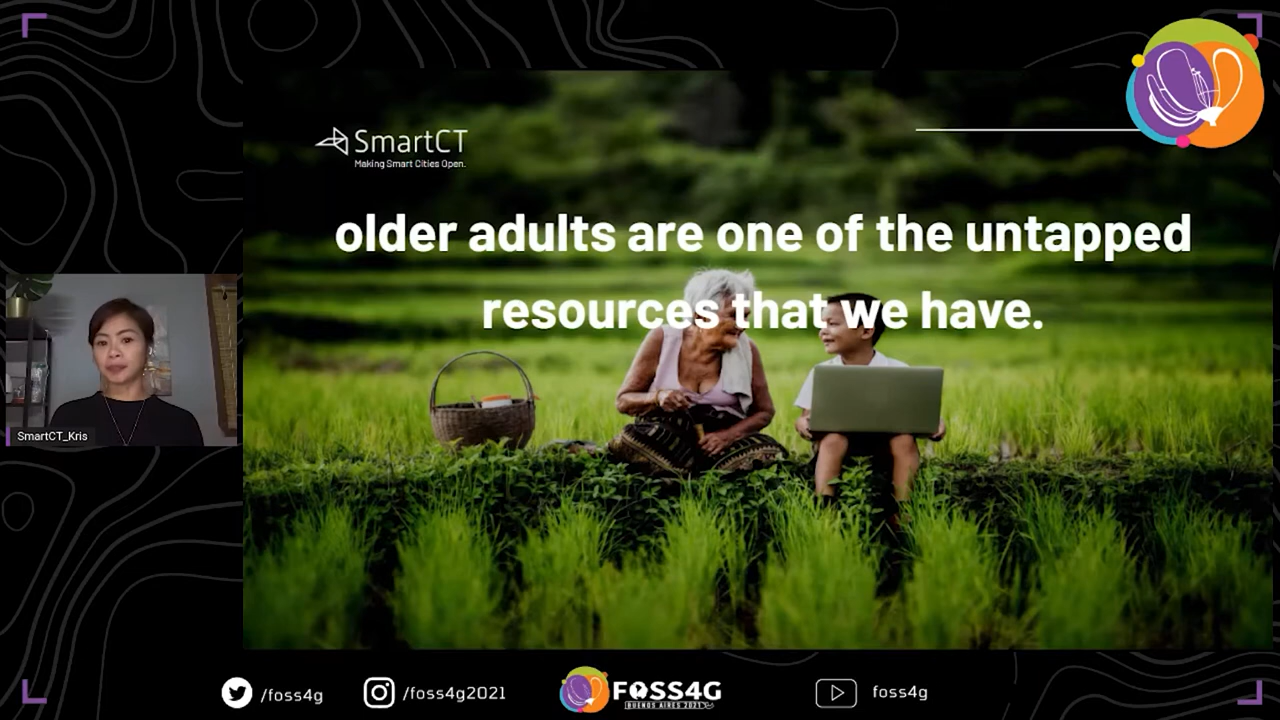 SmartCT
Making Smart Cities Open.
older adults are one of the untapped
resources that we have.
SmartCT_Kris
/foss4g
/foss4g2021
FOSS4G
BUENOS AIRES 2021
foss4g